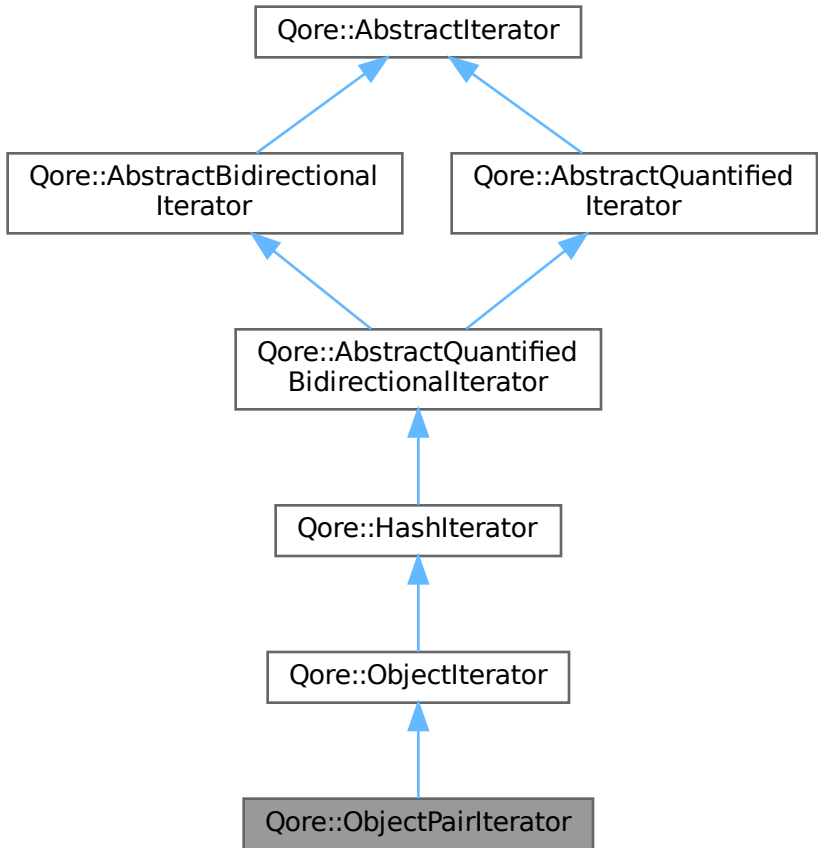 Qore::AbstractIterator
Qore::AbstractBidirectional
Iterator
Qore::AbstractQuantified
Iterator
Qore::AbstractQuantified
BidirectionalIterator
Qore::HashIterator
Qore::ObjectIterator
Qore::ObjectPairIterator